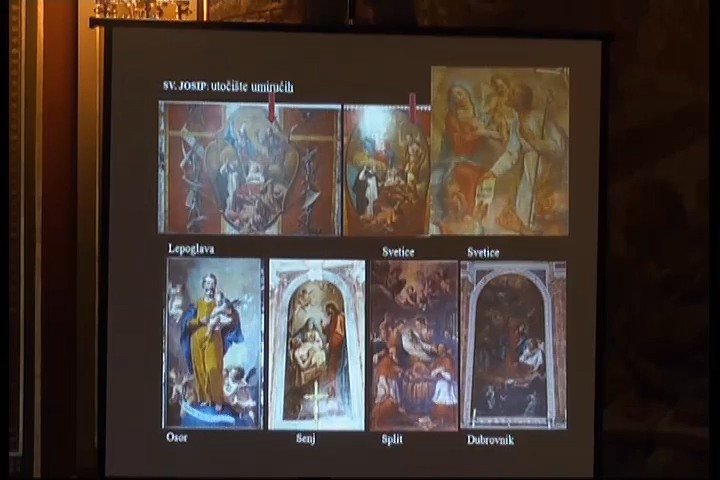 SV. JOSIP: utočište umirućih
Lepoglava
Svetice
Svetice
Osor
Senj
Split
Dubrovnik